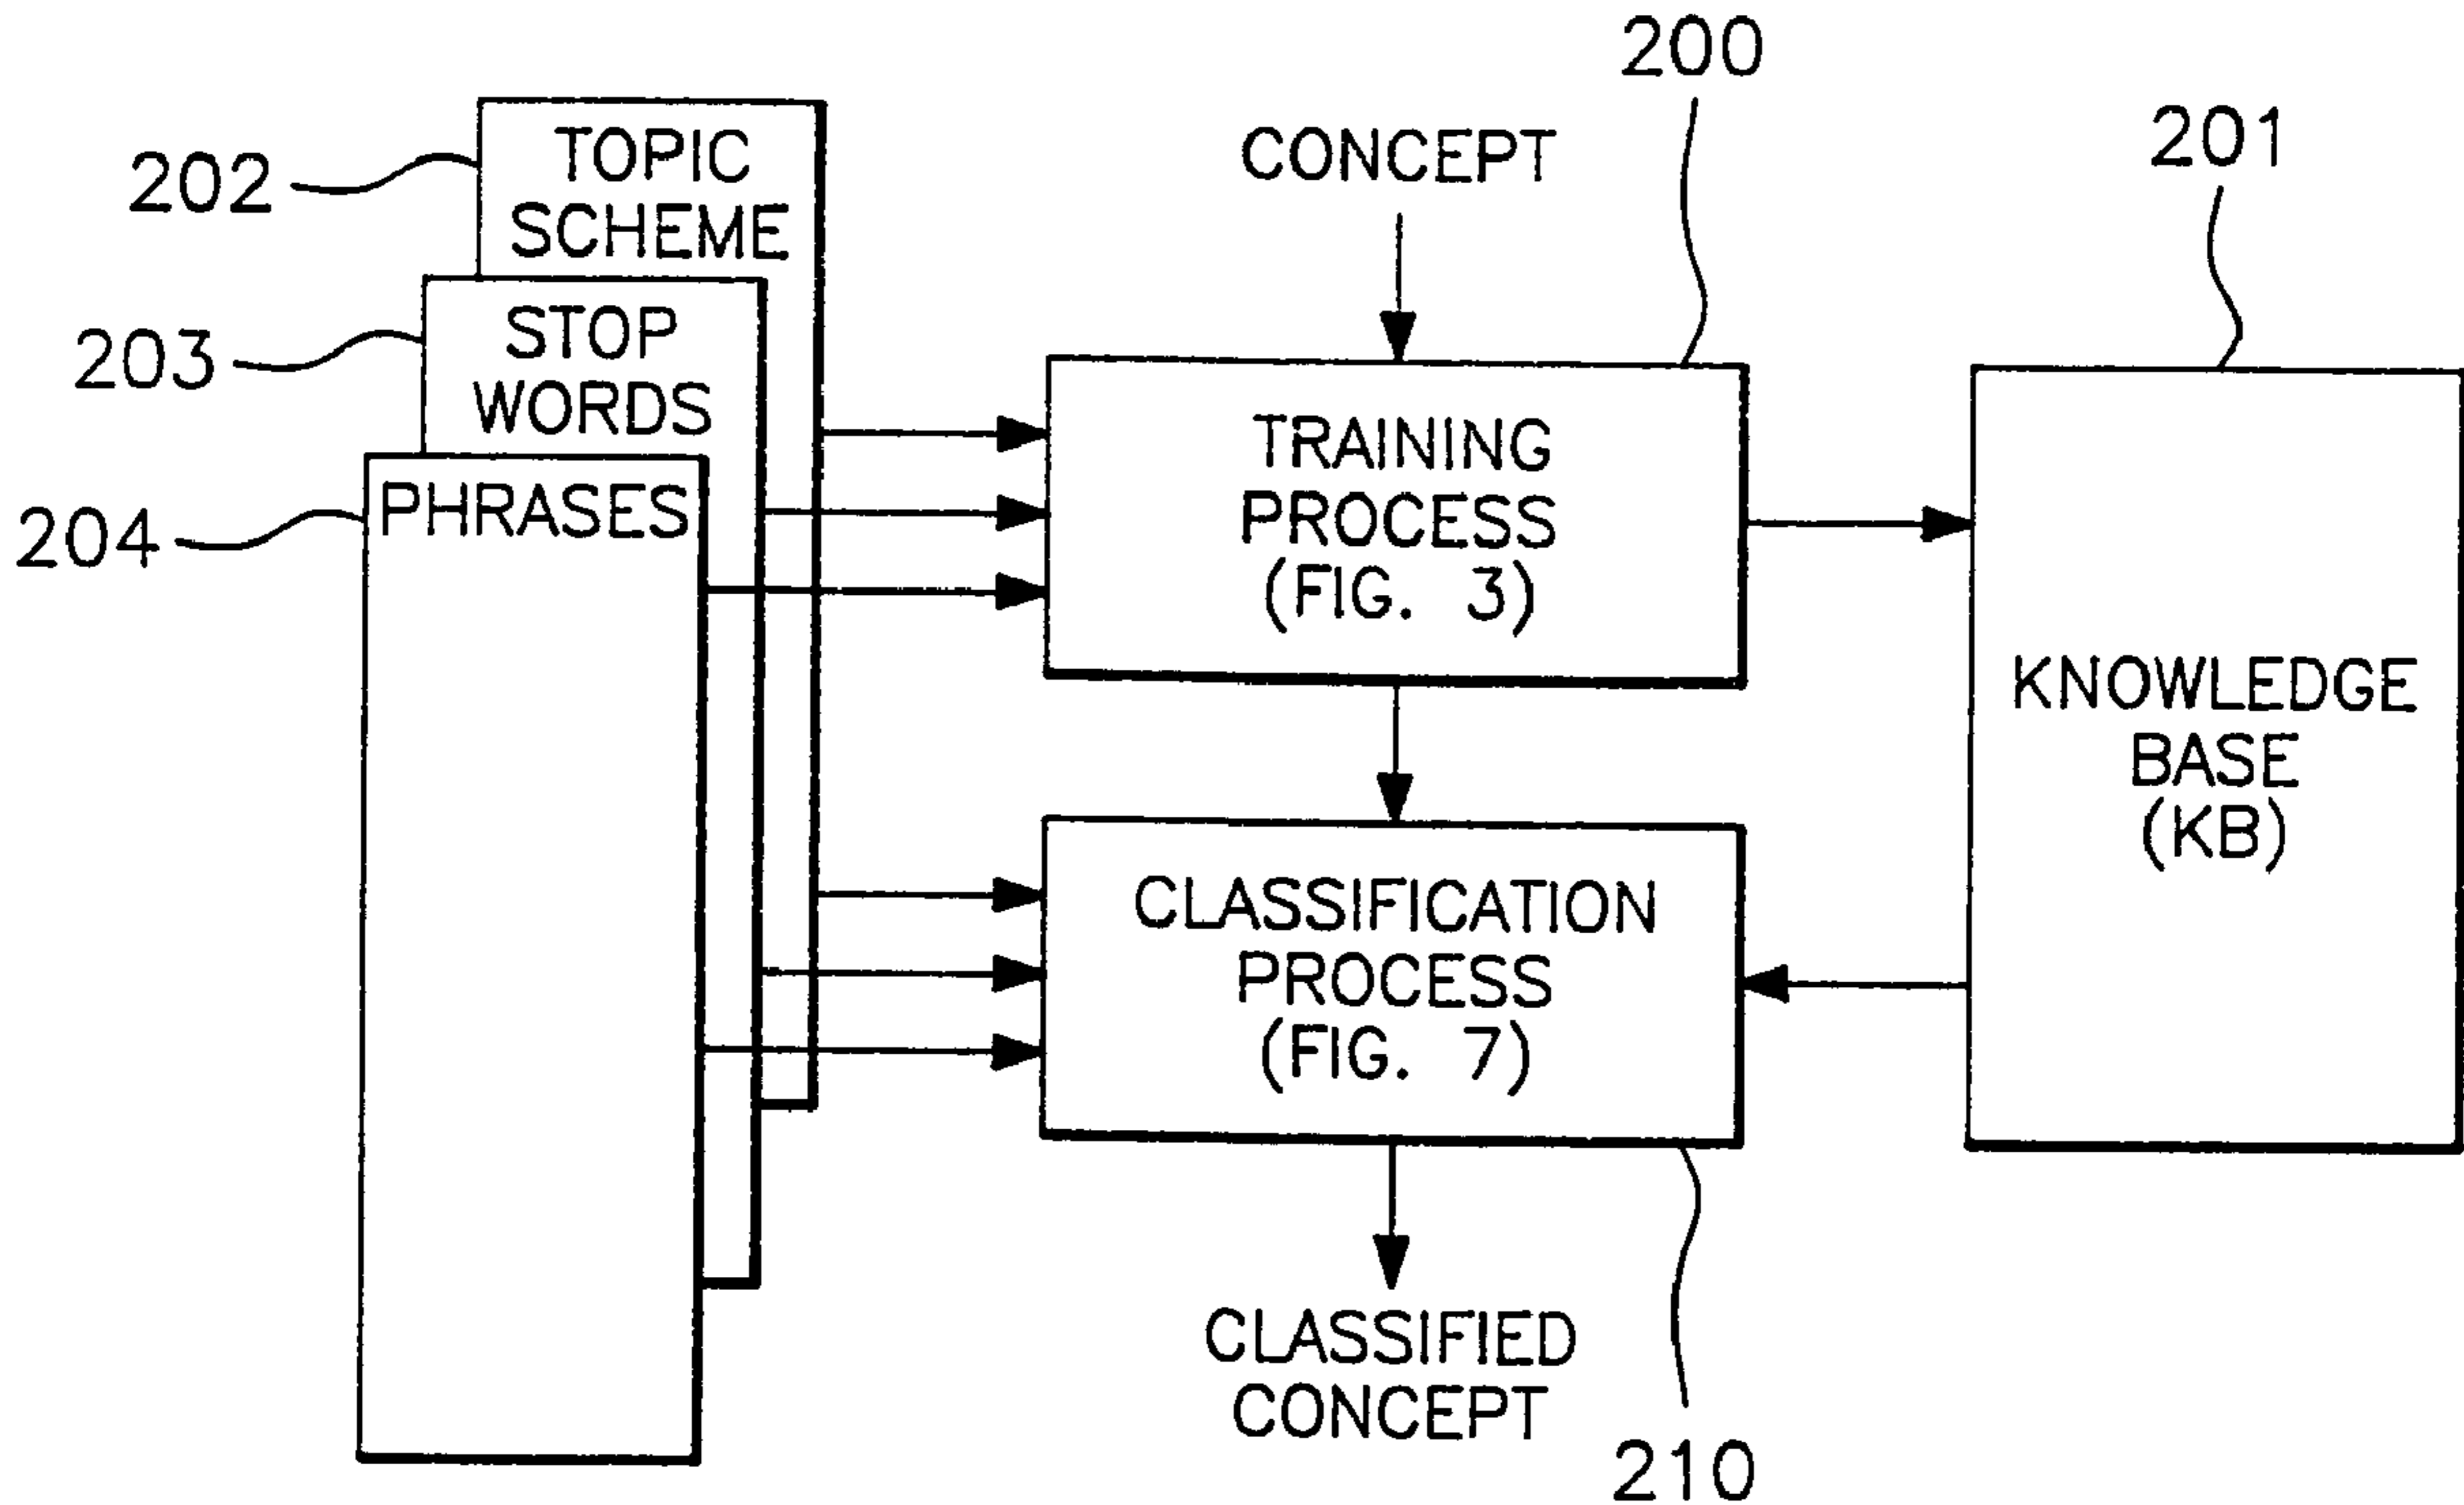 200
201
CONCEPT
202
TOPIC
SCHEME
203
STOP
WORDS
204
PHRASES
TRAINING
PROCESS
(FIG. 3)
KNOWLEDGE
BASE
(KB)
CLASSIFICATION
PROCESS
(FIG. 7)
CLASSIFIED
CONCEPT
210